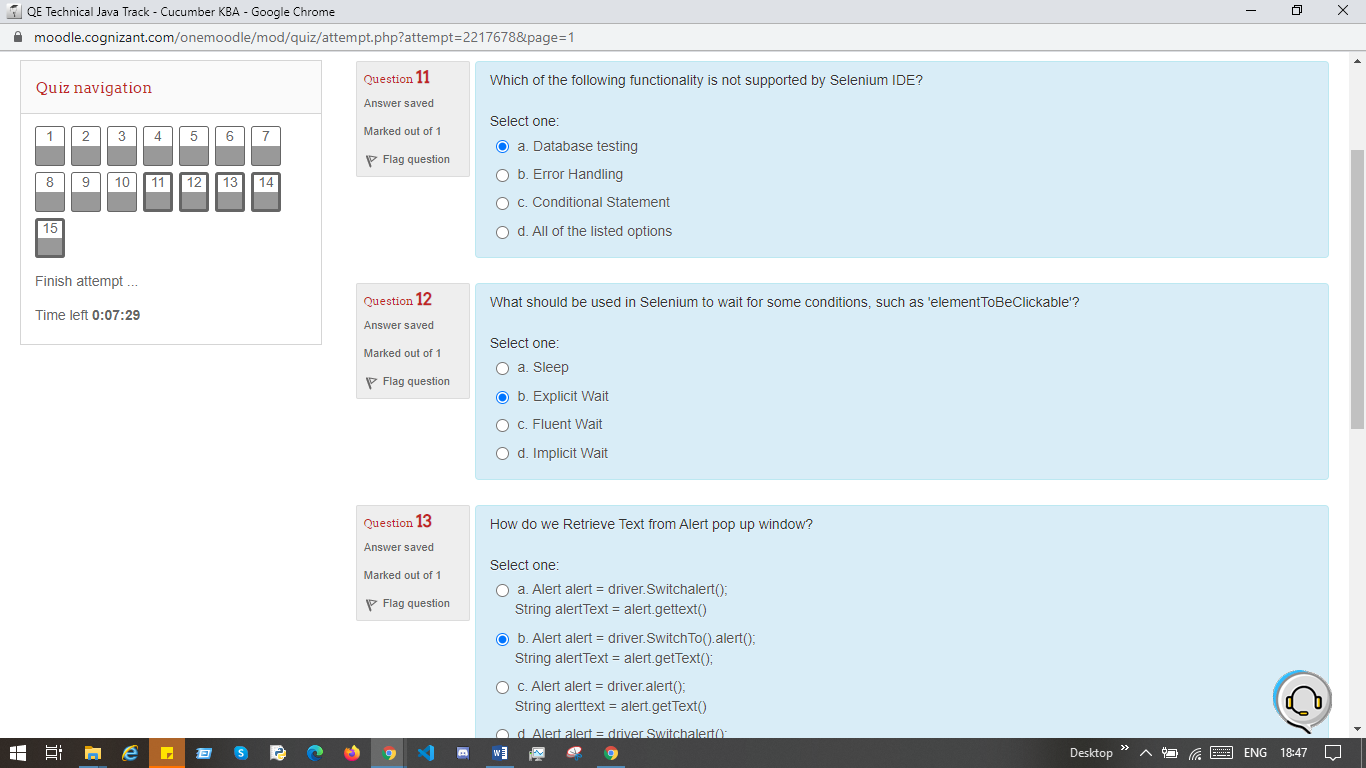 QE Technical Java Track - Cucumber KBA - Google Chrome
moodle.cognizant.com/onemoodle/mod/quiz/attempt.php?attempt=2217678&page=1
Quiz navigation
1 2 3 4 5 6 7
8 9 10 11 12 13 14
15
Finish attempt ...
Time left 0:07:29
Question 11
Answer saved
Marked out of 1
Flag question
Which of the following functionality is not supported by Selenium IDE?
Select one:
a. Database testing
b. Error Handling
c. Conditional Statement
d. All of the listed options
Question 12
Answer saved
Marked out of 1
Flag question
What should be used in Selenium to wait for some conditions, such as 'elementToBeClickable'?
Select one:
a. Sleep
b. Explicit Wait
c. Fluent Wait
d. Implicit Wait
Question 13
Answer saved
Marked out of 1
Flag question
How do we Retrieve Text from Alert pop up window?
Select one:
a. Alert alert = driver.Switchalert();
String alertText = alert.gettext()
b. Alert alert = driver.SwitchTo().alert();
String alertText = alert.getText();
c. Alert alert = driver.alert();
String alerttext = alert.getText()
d. Alert alert = driver.Switchalert();
Desktop » ENG 18:47